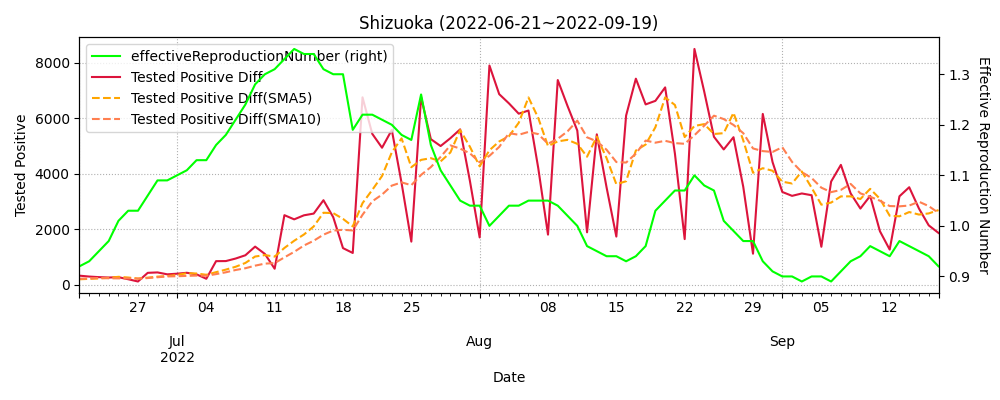 Shizuoka (2022-06-21~2022-09-19)
effectiveReproductionNumber (right)
Tested Positive Diff
Tested Positive Diff(SMA5)
Tested Positive Diff(SMA10)
Tested Positive
8000
6000
4000
2000
0
1.3
1.2
1.1
1.0
0.9
Effective Reproduction Number
27 04 11 18 25 08 15 22 29 05 12
Jul Aug Sep
2022
Date